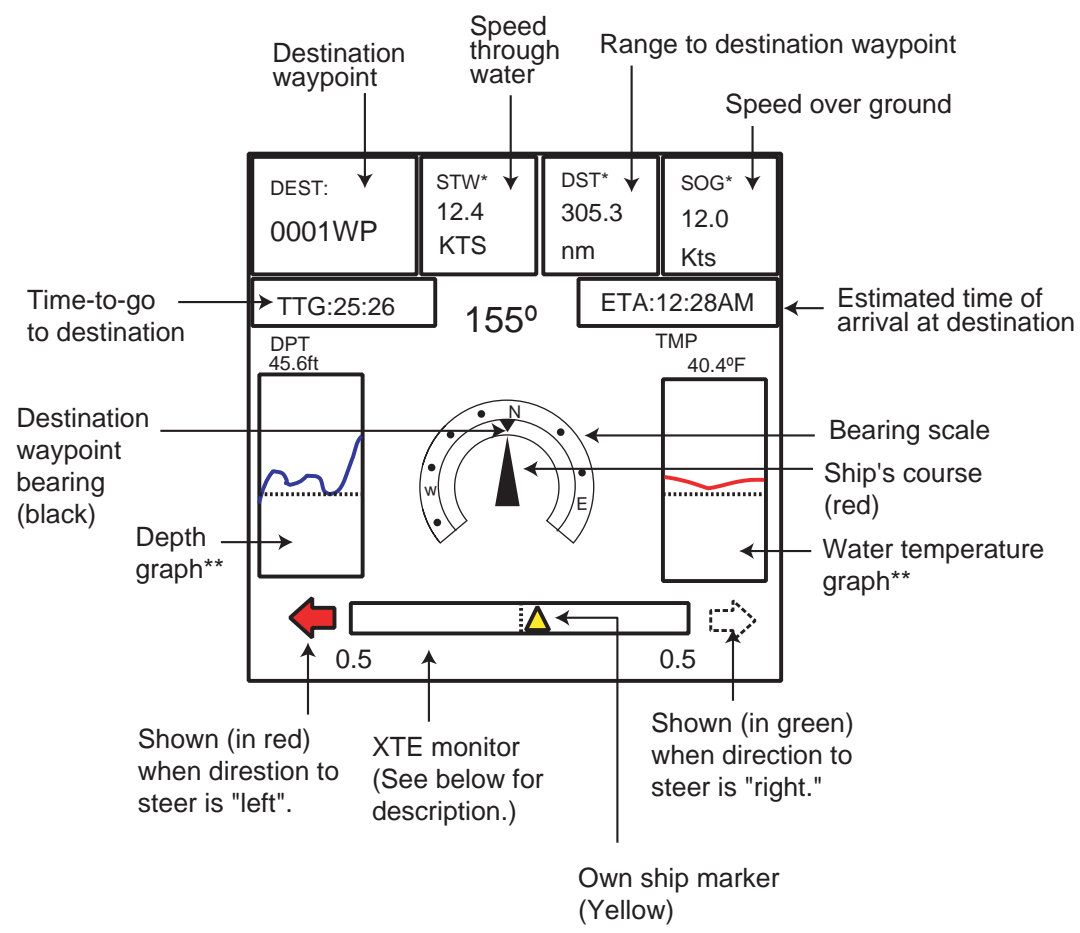 Destination
waypoint
Speed
through
water
Range to destination waypoint
Speed over ground
DEST:
0001WP
STW*
12.4
KTS
DST*
305.3
nm
SOG*
12.0
Kts
Time-to-go
to destination
TTG:25:26
155º
ETA:12:28AM
Estimated time of
arrival at destination
DPT
45.6ft
TMP
40.4ºF
Destination
waypoint
bearing
(black)
N
W
E
Bearing scale
Ship's course
(red)
Depth
graph**
Water temperature
graph**
0.5
0.5
Shown (in red)
when direstion to
steer is "left".
XTE monitor
(See below for
description.)
Shown (in green)
when direction to
steer is "right."
Own ship marker
(Yellow)